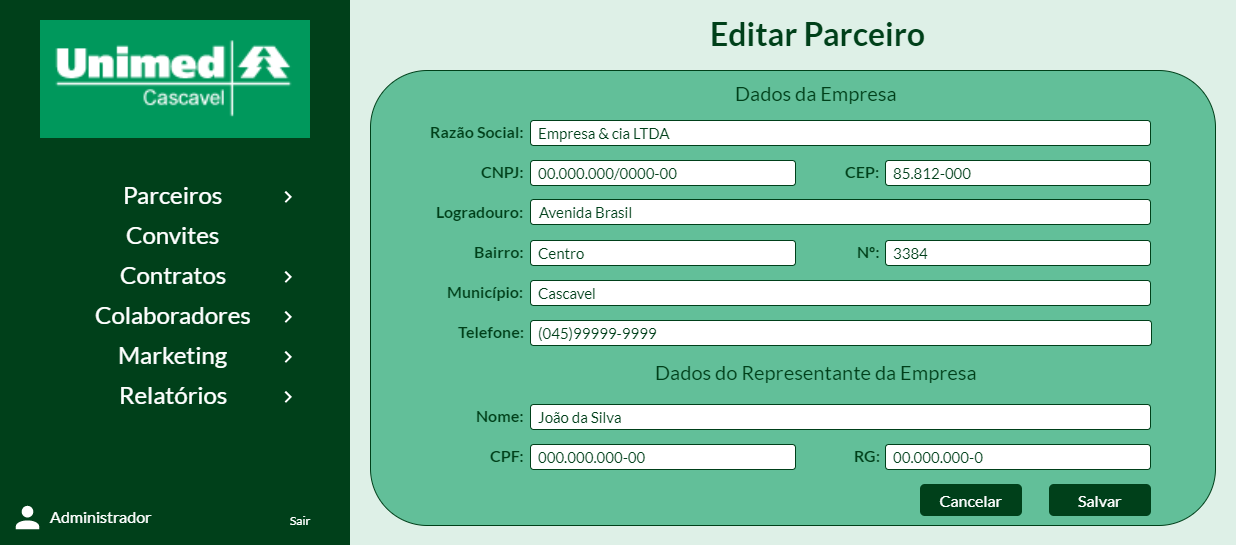 Unimed
Cascavel
Parceiros
Convites
Contratos
Colaboradores
Marketing
Relatórios
Administrador
Sair
Editar Parceiro
Dados da Empresa
Razão Social: Empresa & cia LTDA
CNPJ: 00.000.000/0000-00 CEP: 85.812-000
Logradouro: Avenida Brasil
Bairro: Centro Nº: 3384
Município: Cascavel
Telefone: (045)99999-9999
Dados do Representante da Empresa
Nome: João da Silva
CPF: 000.000.000-00 RG: 00.000.000-0
Cancelar Salvar